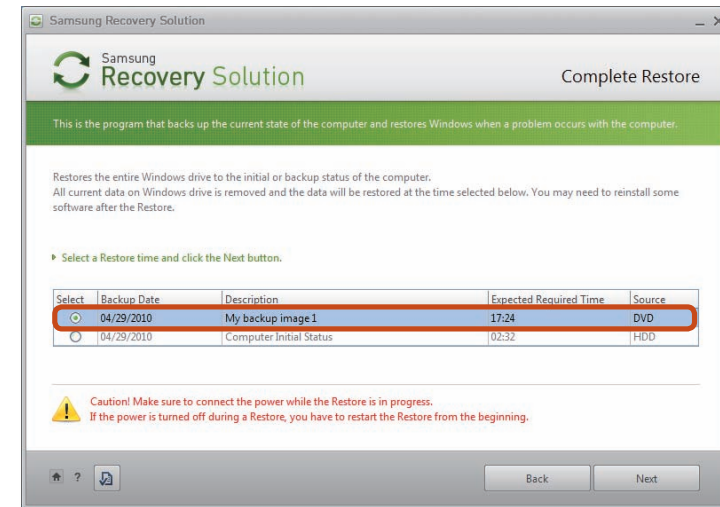 Samsung Recovery Solution
Samsung
Recovery Solution
Complete Restore
This is the program that backs up the current state of the computer and restores Windows when a problem occurs with the computer.
Restores the entire Windows drive to the initial or backup status of the computer.
All current data on Windows drive is removed and the data will be restored at the time selected below. You may need to reinstall some
software after the Restore.
Select a Restore time and click the Next button.
Select Backup Date Description Expected Required Time Source
04/29/2010 My backup image 1 17:24 DVD
04/29/2010 Computer Initial Status 02:32 HDD
Caution! Make sure to connect the power while the Restore is in progress.
If the power is turned off during a Restore, you have to restart the Restore from the beginning.
? Back Next